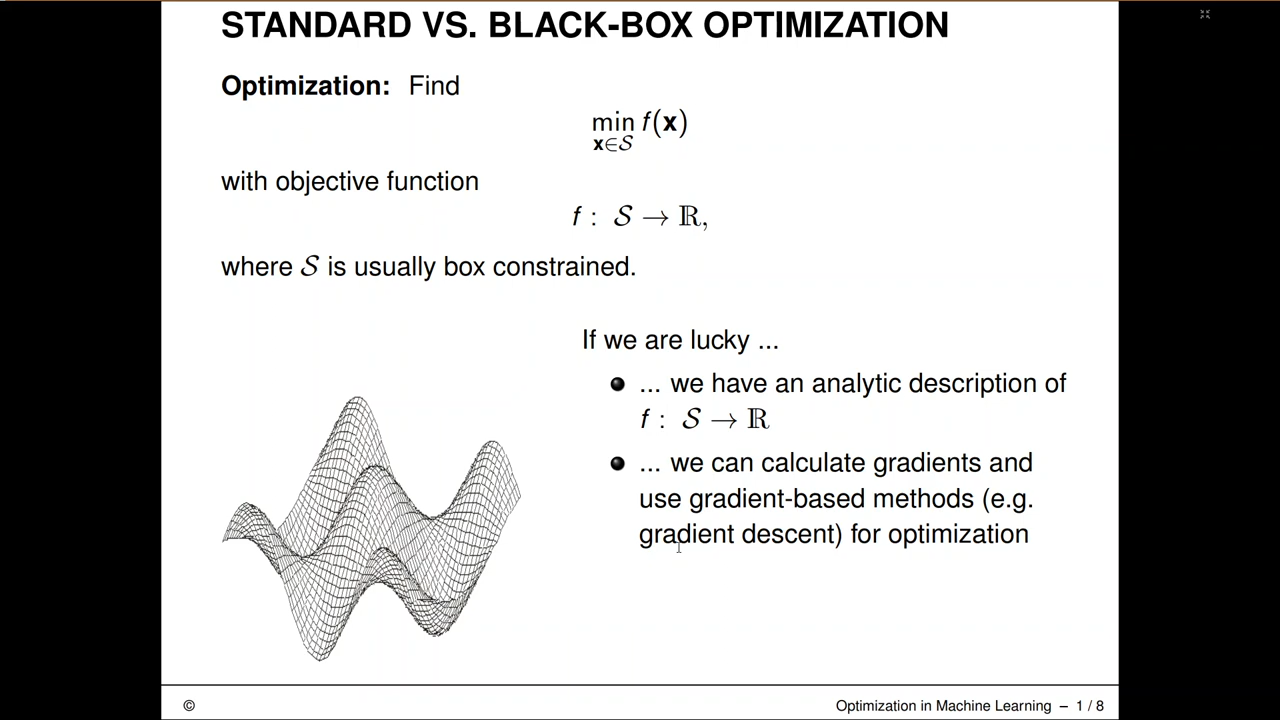 STANDARD VS. BLACK-BOX OPTIMIZATION
Optimization: Find
min f(x)
x∈𝒮
with objective function
f : 𝒮 → ℝ,
where 𝒮 is usually box constrained.
If we are lucky ...
● ... we have an analytic description of
f : 𝒮 → ℝ
● ... we can calculate gradients and
use gradient-based methods (e.g.
gradient descent) for optimization
©
Optimization in Machine Learning – 1 / 8